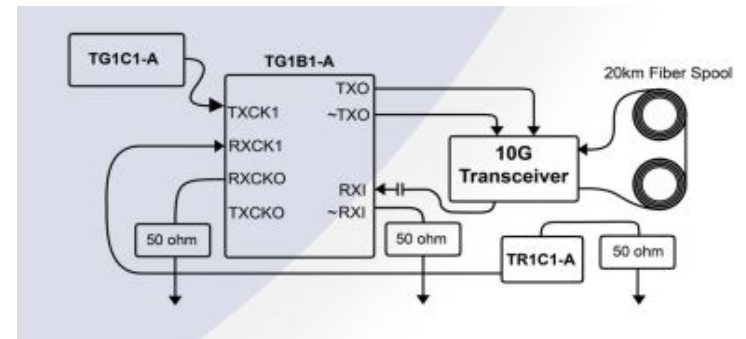 TG1C1-A
TG1B1-A
20km Fiber Spool
TXO
~TXO
TXCK1
RXCK1
RXCKO
TXCKO
RXI
~RXI
10G
Transceiver
50 ohm
50 ohm
TR1C1-A
50 ohm